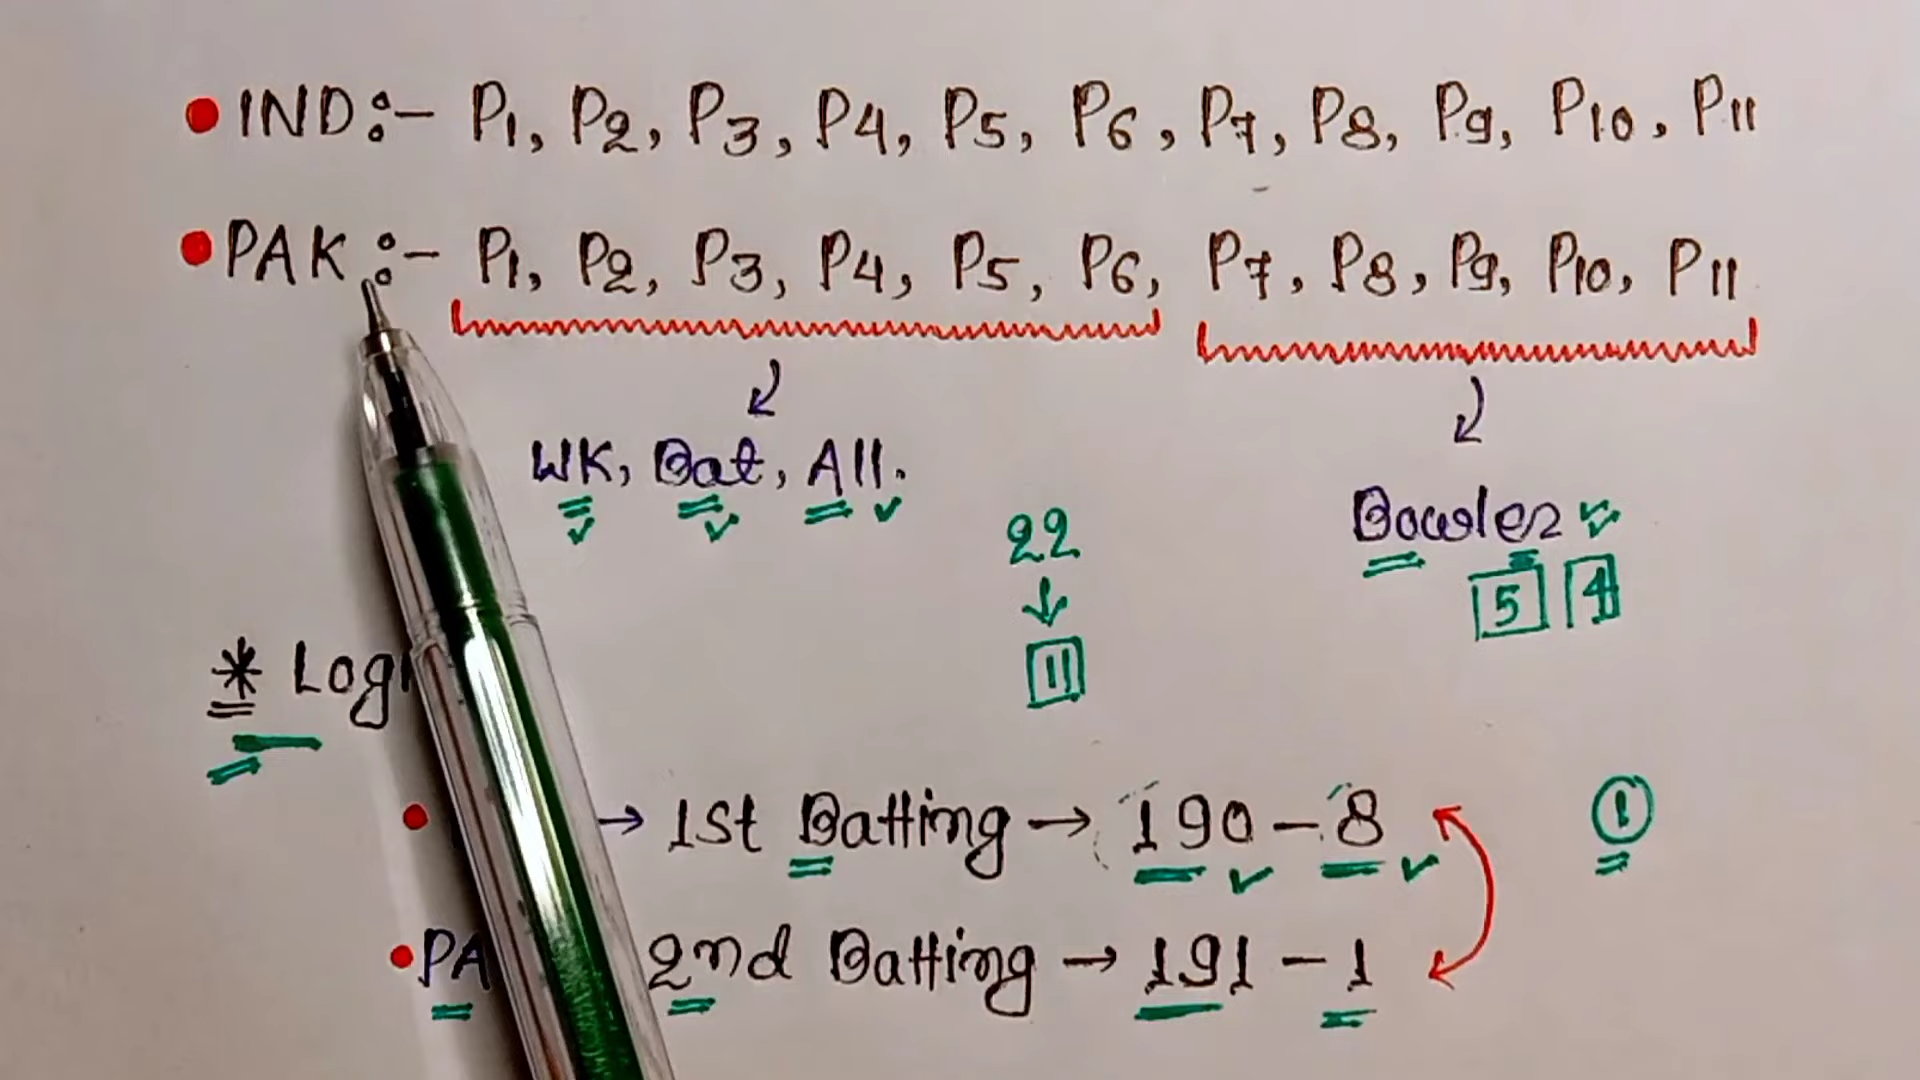 IND:- P1, P2, P3, P4, P5, P6, P7, P8, P9, P10, P11
PAK:- P1, P2, P3, P4, P5, P6, P7, P8, P9, P10, P11
WK, Bat, All.
Bowler
22
5 4
11
* Log
→ 1st Batting → 190 - 8
1
PA 2nd Batting → 191 - 1